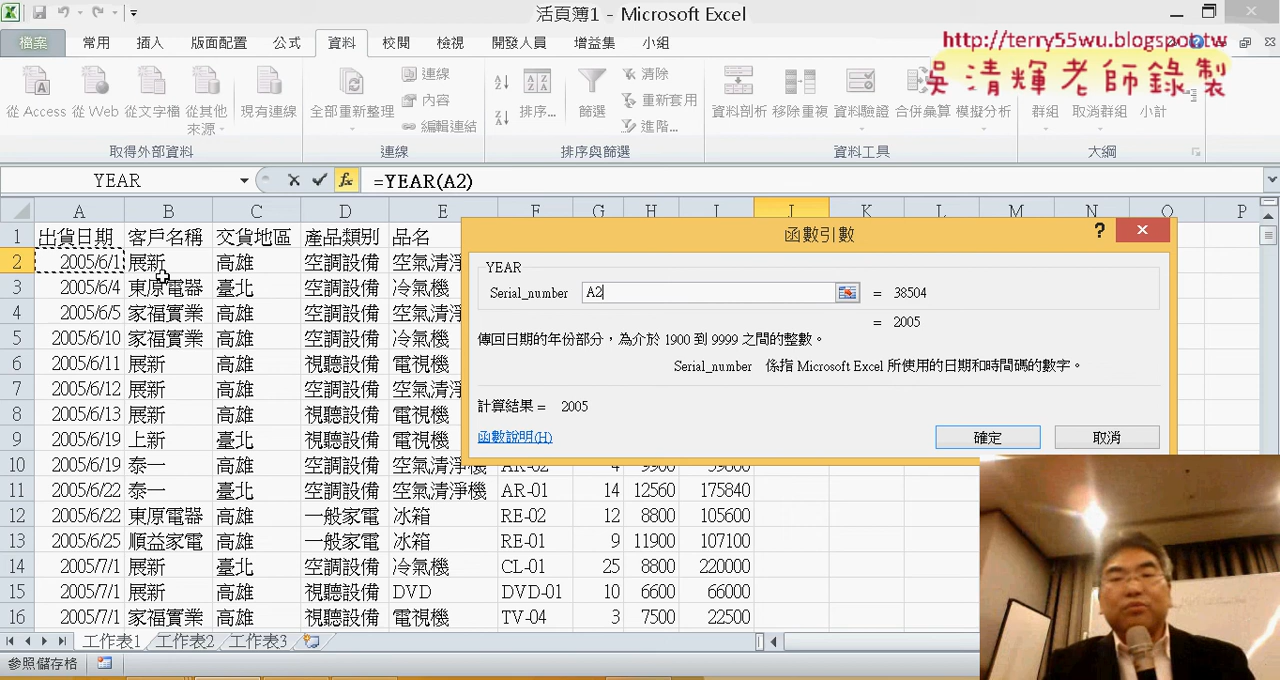 活頁簿1 - Microsoft Excel
檔案 常用 插入 版面配置 公式 資料 校閱 檢視 開發人員 增益集 小組
http://terry55wu.blogspot.tw
吳清輝老師錄製
從 Access 從 Web 從文字檔 從其他來源 現有連線 全部重新整理 連線 內容 編輯連結 排序... 篩選 清除 重新套用 進階... 資料剖析 移除重複 資料驗證 合併彙算 模擬分析 群組 取消群組 小計
取得外部資料 連線 排序與篩選 資料工具 大綱
YEAR =YEAR(A2)
A B C D E F G H I J K L M N O P
1 出貨日期 客戶名稱 交貨地區 產品類別 品名
2 2005/6/1 展新 高雄 空調設備 空氣清淨
3 2005/6/4 東原電器 臺北 空調設備 冷氣機
4 2005/6/5 家福實業 高雄 空調設備 空氣清淨
5 2005/6/10 家福實業 高雄 空調設備 冷氣機
6 2005/6/11 展新 高雄 視聽設備 電視機
7 2005/6/12 展新 高雄 空調設備 空氣清淨
8 2005/6/13 展新 高雄 視聽設備 電視機
9 2005/6/19 上新 臺北 視聽設備 電視機
10 2005/6/19 泰一 臺北 空調設備 空氣清淨機 AR-02 4 9900 39600
11 2005/6/22 泰一 臺北 空調設備 空氣清淨機 AR-01 14 12560 175840
12 2005/6/22 東原電器 高雄 一般家電 冰箱 RE-02 12 8800 105600
13 2005/6/25 順益家電 高雄 一般家電 冰箱 RE-01 9 11900 107100
14 2005/7/1 展新 臺北 空調設備 冷氣機 CL-01 25 8800 220000
15 2005/7/1 展新 高雄 視聽設備 DVD DVD-01 10 6600 66000
16 2005/7/1 家福實業 高雄 視聽設備 電視機 TV-04 3 7500 22500
函數引數
YEAR
Serial_number A2 = 38504
= 2005
傳回日期的年份部分，為介於 1900 到 9999 之間的整數。
Serial_number 係指 Microsoft Excel 所使用的日期和時間碼的數字。
計算結果 = 2005
函數說明(H) 確定 取消
工作表1 工作表2 工作表3
參照儲存格